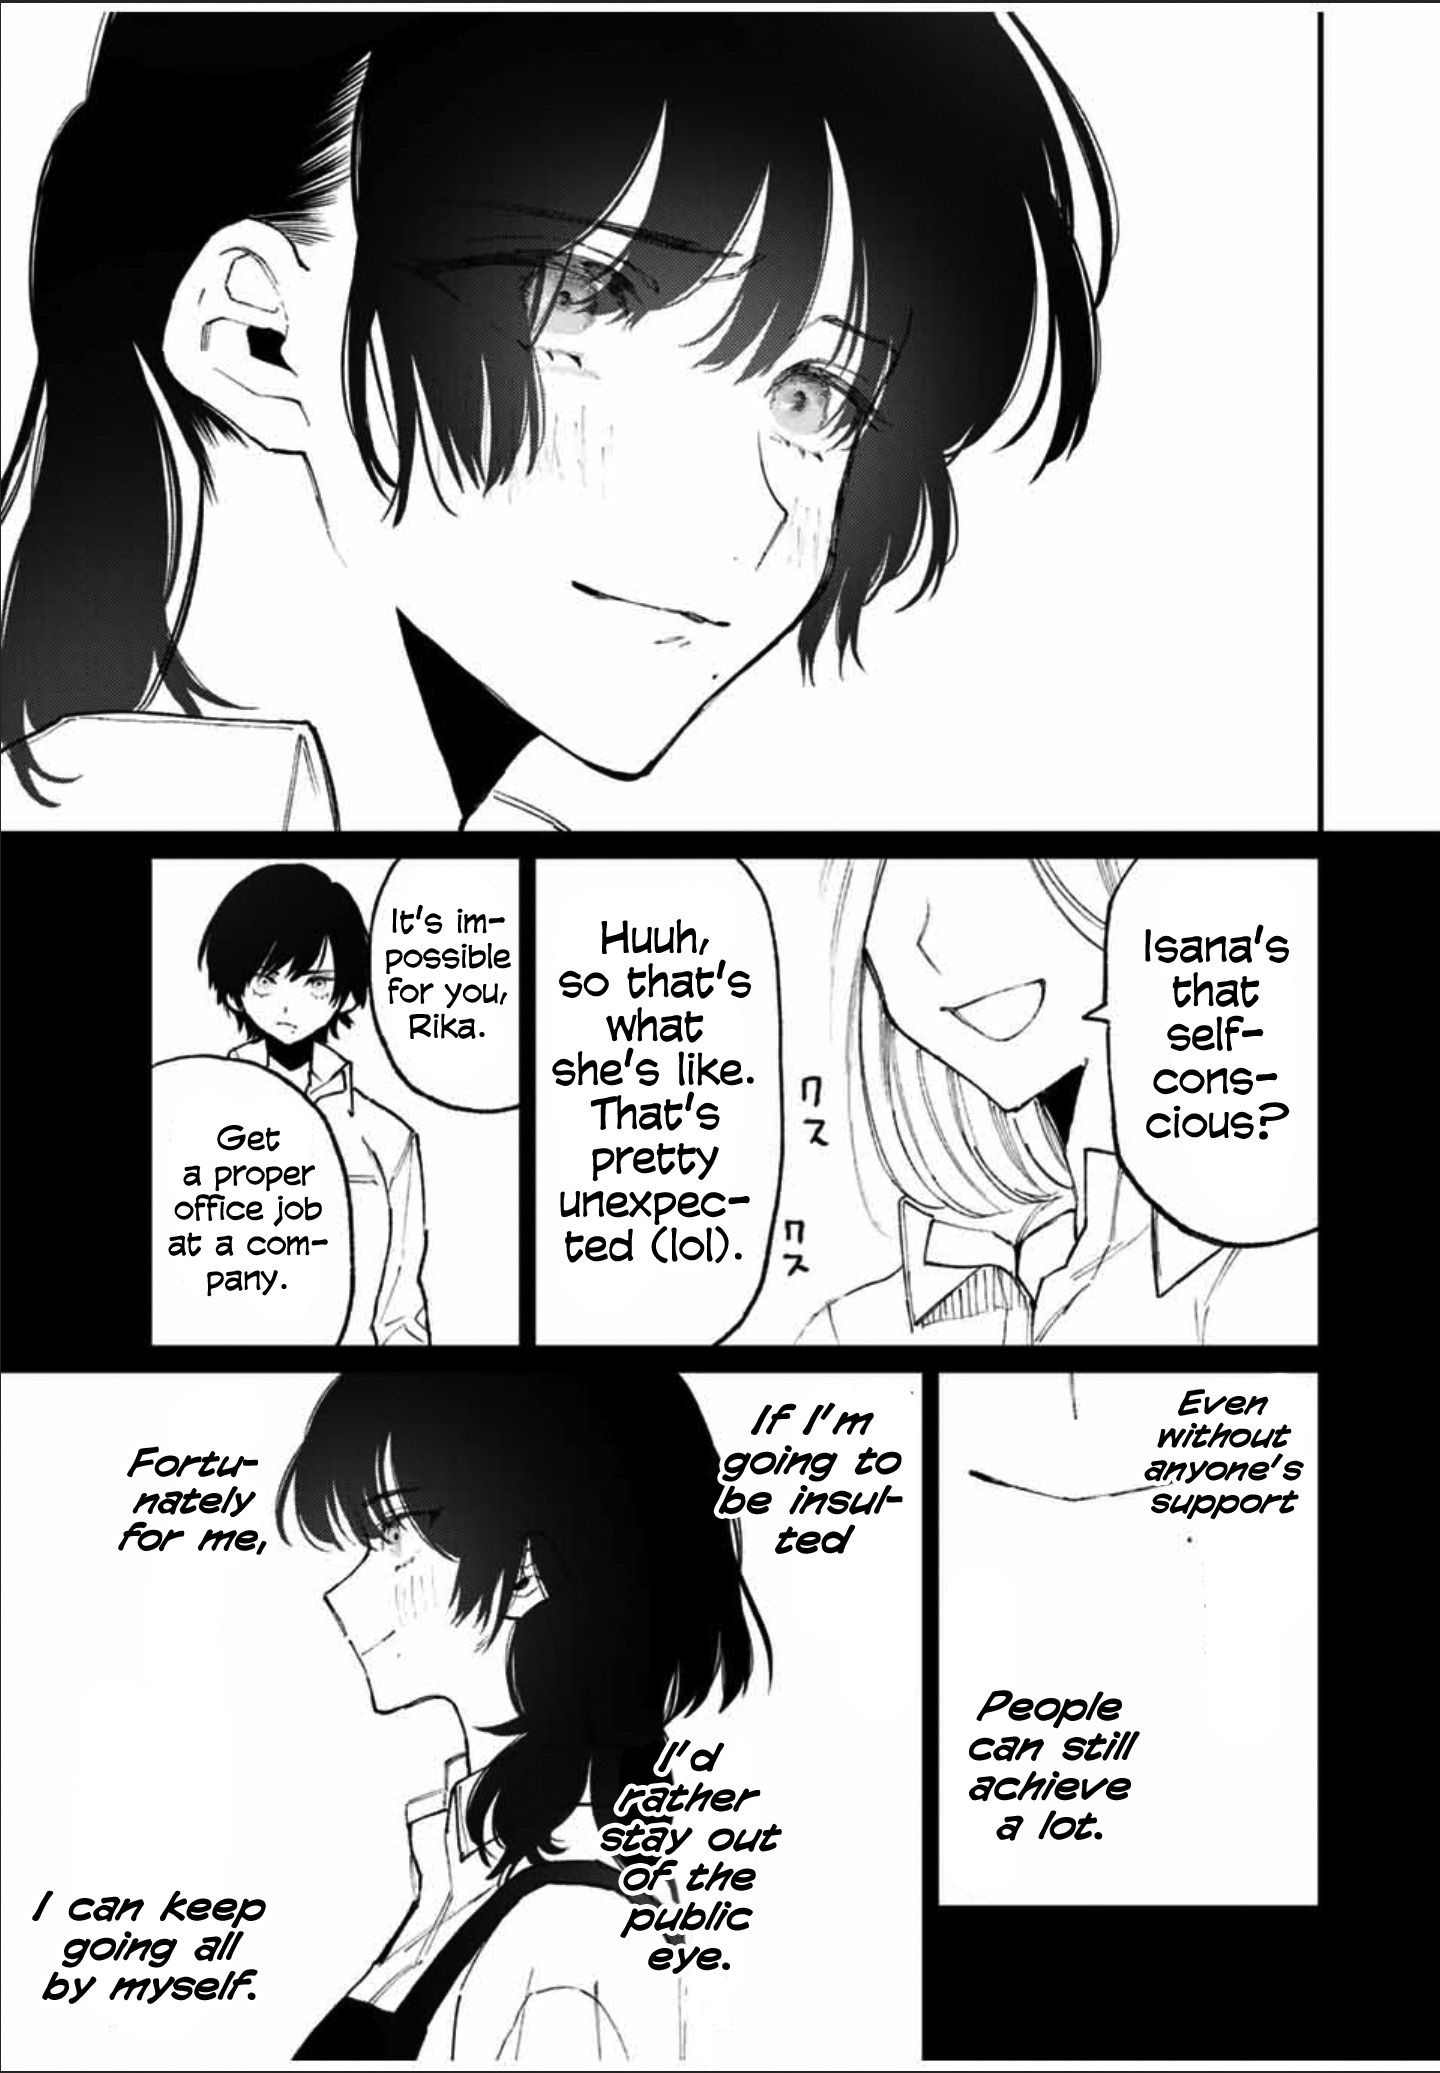 Isana's
that
self-
cons-
cious?
Huuh,
so that's
what
she's like.
That's
pretty
unexpec-
ted (lol).
クス
クス
It's im-
possible
for you,
Rika.
Get
a proper
office job
at a com-
pany.
Even
without
anyone's
support
People
can still
achieve
a lot.
If I'm
going to
be insul-
ted
I'd
rather
stay out
of the
public
eye.
Fortu-
nately
for me,
I can keep
going all
by myself.